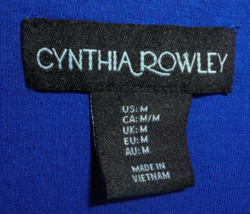 CYNTHIA ROWLEY
US: M
CA: M/M
UK: M
EU: M
AU: M
MADE IN
VIETNAM